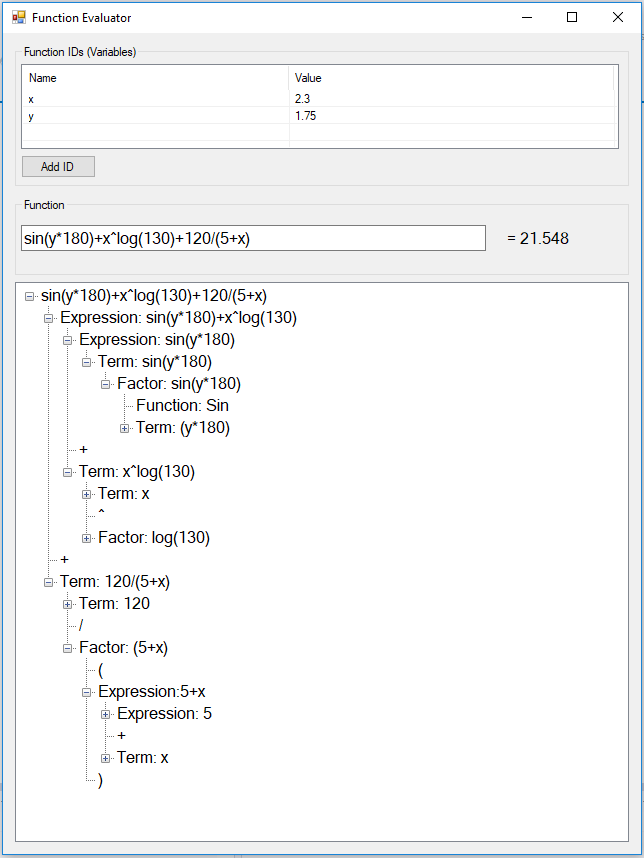 Function Evaluator
Function IDs (Variables)
Name Value
x 2.3
y 1.75
Add ID
Function
sin(y*180)+x^log(130)+120/(5+x) = 21.548
sin(y*180)+x^log(130)+120/(5+x)
Expression: sin(y*180)+x^log(130)
Expression: sin(y*180)
Term: sin(y*180)
Factor: sin(y*180)
Function: Sin
Term: (y*180)
+
Term: x^log(130)
Term: x
^
Factor: log(130)
+
Term: 120/(5+x)
Term: 120
/
Factor: (5+x)
(
Expression:5+x
Expression: 5
+
Term: x
)